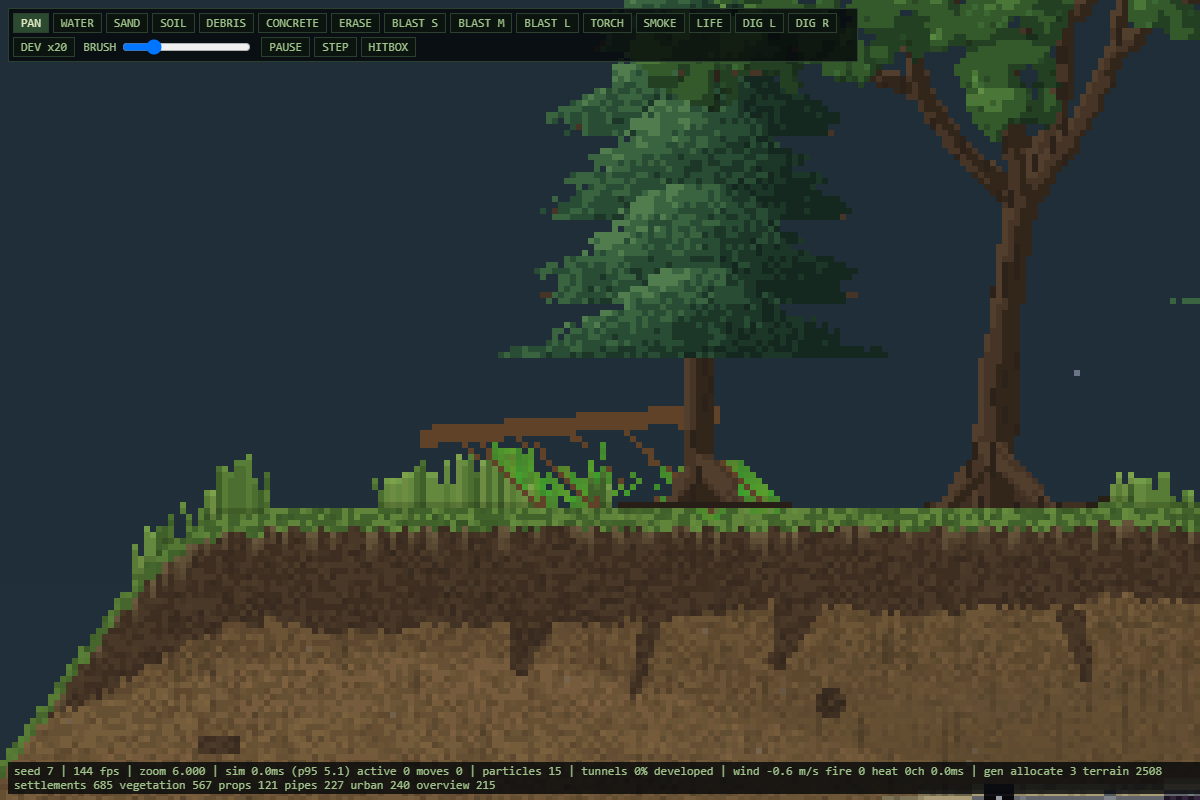 PAN WATER SAND SOIL DEBRIS CONCRETE ERASE BLAST S BLAST M BLAST L TORCH SMOKE LIFE DIG L DIG R
DEV x20 BRUSH PAUSE STEP HITBOX
seed 7 | 144 fps | zoom 6.000 | sim 0.0ms (p95 5.1) active 0 moves 0 | particles 15 | tunnels 0% developed | wind -0.6 m/s fire 0 heat 0ch 0.0ms | gen allocate 3 terrain 2508
settlements 685 vegetation 567 props 121 pipes 227 urban 240 overview 215